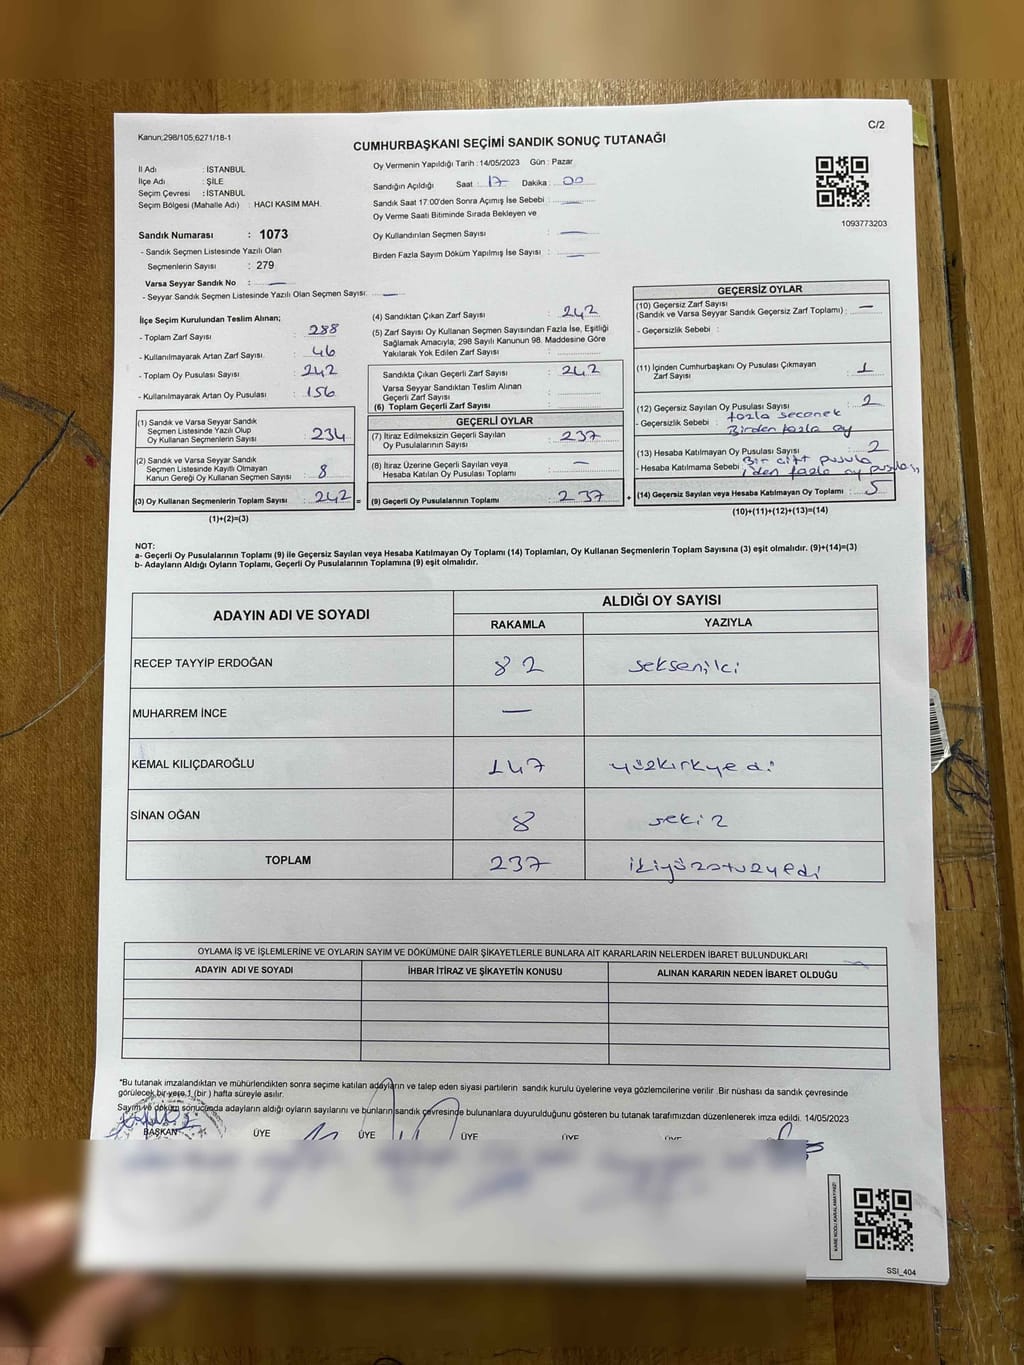 Kanun;298/105,6271/18-1
C/2
CUMHURBAŞKANI SEÇİMİ SANDIK SONUÇ TUTANAĞI
İl Adı : İSTANBUL
İlçe Adı : ŞİLE
Seçim Çevresi : İSTANBUL
Seçim Bölgesi (Mahalle Adı) : HACI KASIM MAH.
Oy Vermenin Yapıldığı Tarih : 14/05/2023 Gün : Pazar
Sandığın Açıldığı Saat : 17 Dakika : 00
Sandık Saat 17:00'den Sonra Açımış İse Sebebi : —
Oy Verme Saati Bitiminde Sırada Bekleyen ve
Oy Kullandırılan Seçmen Sayısı : —
Birden Fazla Sayım Döküm Yapılmış İse Sayısı : —
1093773203
Sandık Numarası : 1073
- Sandık Seçmen Listesinde Yazılı Olan
Seçmenlerin Sayısı : 279
Varsa Seyyar Sandık No : —
- Seyyar Sandık Seçmen Listesinde Yazılı Olan Seçmen Sayısı: —
İlçe Seçim Kurulundan Teslim Alınan;
- Toplam Zarf Sayısı : 288
- Kullanılmayarak Artan Zarf Sayısı : 46
- Toplam Oy Pusulası Sayısı : 242
- Kullanılmayarak Artan Oy Pusulası : 156
(1) Sandık ve Varsa Seyyar Sandık
Seçmen Listesinde Yazılı Olup
Oy Kullanan Seçmenlerin Sayısı : 234
(2) Sandık ve Varsa Seyyar Sandık
Seçmen Listesinde Kayıtlı Olmayan
Kanun Gereği Oy Kullanan Seçmen Sayısı : 8
(3) Oy Kullanan Seçmenlerin Toplam Sayısı : 242 =
(1)+(2)=(3)
(4) Sandıktan Çıkan Zarf Sayısı : 242
(5) Zarf Sayısı Oy Kullanan Seçmen Sayısından Fazla İse, Eşitliği
Sağlamak Amacıyla; 298 Sayılı Kanunun 98. Maddesine Göre
Yakılarak Yok Edilen Zarf Sayısı :
Sandıkta Çıkan Geçerli Zarf Sayısı : 242
Varsa Seyyar Sandıktan Teslim Alınan
Geçerli Zarf Sayısı :
(6) Toplam Geçerli Zarf Sayısı :
GEÇERLİ OYLAR
(7) İtiraz Edilmeksizin Geçerli Sayılan
Oy Pusulalarının Sayısı : 237
(8) İtiraz Üzerine Geçerli Sayılan veya
Hesaba Katılan Oy Pusulası Toplamı : —
(9) Geçerli Oy Pusulalarının Toplamı : 237 +
GEÇERSİZ OYLAR
(10) Geçersiz Zarf Sayısı
(Sandık ve Varsa Seyyar Sandık Geçersiz Zarf Toplamı) : —
- Geçersizlik Sebebi :
(11) İçinden Cumhurbaşkanı Oy Pusulası Çıkmayan
Zarf Sayısı : 1
(12) Geçersiz Sayılan Oy Pusulası Sayısı : 2
- Geçersizlik Sebebi : fazla secenek
Birden fazla oy
(13) Hesaba Katılmayan Oy Pusulası Sayısı : 2
- Hesaba Katılmama Sebebi : Bir çift pusula
1'den fazla oy pusulası
(14) Geçersiz Sayılan veya Hesaba Katılmayan Oy Toplamı : 5
(10)+(11)+(12)+(13)=(14)
NOT:
a- Geçerli Oy Pusulalarının Toplamı (9) ile Geçersiz Sayılan veya Hesaba Katılmayan Oy Toplamı (14) Toplamları, Oy Kullanan Seçmenlerin Toplam Sayısına (3) eşit olmalıdır. (9)+(14)=(3)
b- Adayların Aldığı Oyların Toplamı, Geçerli Oy Pusulalarının Toplamına (9) eşit olmalıdır.
ADAYIN ADI VE SOYADI
ALDIĞI OY SAYISI
RAKAMLA YAZIYLA
RECEP TAYYİP ERDOĞAN 82 seksenilci
MUHARREM İNCE —
KEMAL KILIÇDAROĞLU 147 yüzkırkyedi
SİNAN OĞAN 8 sekiz
TOPLAM 237 ikiyüzotuzyedi
OYLAMA İŞ VE İŞLEMLERİNE VE OYLARIN SAYIM VE DÖKÜMÜNE DAİR ŞİKAYETLERLE BUNLARA AİT KARARLARIN NELERDEN İBARET BULUNDUKLARI
ADAYIN ADI VE SOYADI İHBAR İTİRAZ VE ŞİKAYETİN KONUSU ALINAN KARARIN NEDEN İBARET OLDUĞU
"Bu tutanak imzalandıktan ve mühürlendikten sonra seçime katılan adayların ve talep eden siyasi partilerin sandık kurulu üyelerine veya gözlemcilerine verilir. Bir nüshası da sandık çevresinde
görülecek bir yere 1 (bir ) hafta süreyle asılır.
Sayım ve döküm sonucunda adayların aldığı oyların sayılarını ve bunların sandık çevresinde bulunanlara duyurulduğunu gösteren bu tutanak tarafımızdan düzenlenerek imza edildi. 14/05/2023
BAŞKAN ÜYE ÜYE ÜYE ÜYE ÜYE
KARE KODU KARALAMAYINIZ!
SSI_404